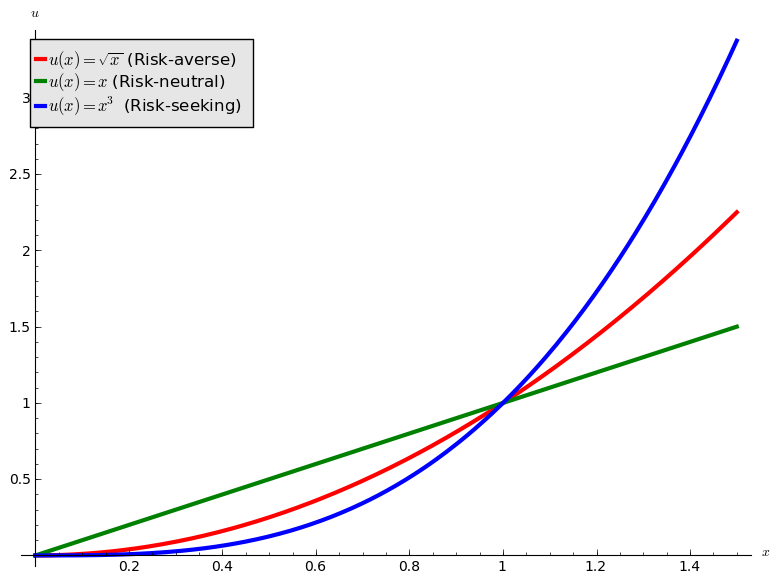 u
u(x) = √x (Risk-averse)
u(x) = x (Risk-neutral)
u(x) = x³ (Risk-seeking)
3
2.5
2
1.5
1
0.5
0.2 0.4 0.6 0.8 1 1.2 1.4 x